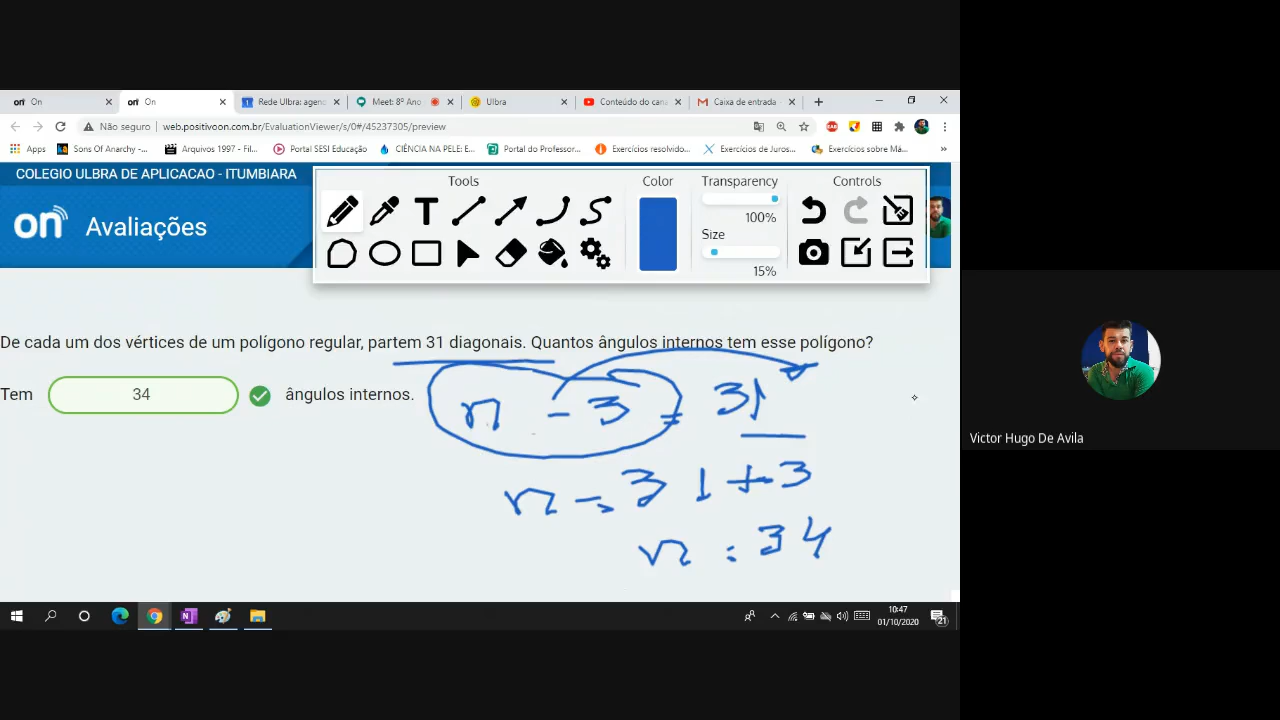 On
On
Rede Ulbra: agen
Meet: 8º Ano
Ulbra
Conteúdo do cana
Caixa de entrada -
Não seguro
web.positivoon.com.br/EvaluationViewer/s/0#/45237305/preview
Apps
Sons Of Anarchy -...
Arquivos 1997 - Fil...
Portal SESI Educação
CIÊNCIA NA PELE: E...
Portal do Professor...
Exercícios resolvido...
Exercícios de Juros...
Exercícios sobre Má...
COLEGIO ULBRA DE APLICACAO - ITUMBIARA
on
Avaliações
Tools
Color
Transparency
100%
Size
15%
Controls
De cada um dos vértices de um polígono regular, partem 31 diagonais. Quantos ângulos internos tem esse polígono?
Tem 34 ângulos internos.
n - 3 = 31
n = 31 + 3
n = 34
10:47
01/10/2020
21
Victor Hugo De Avila